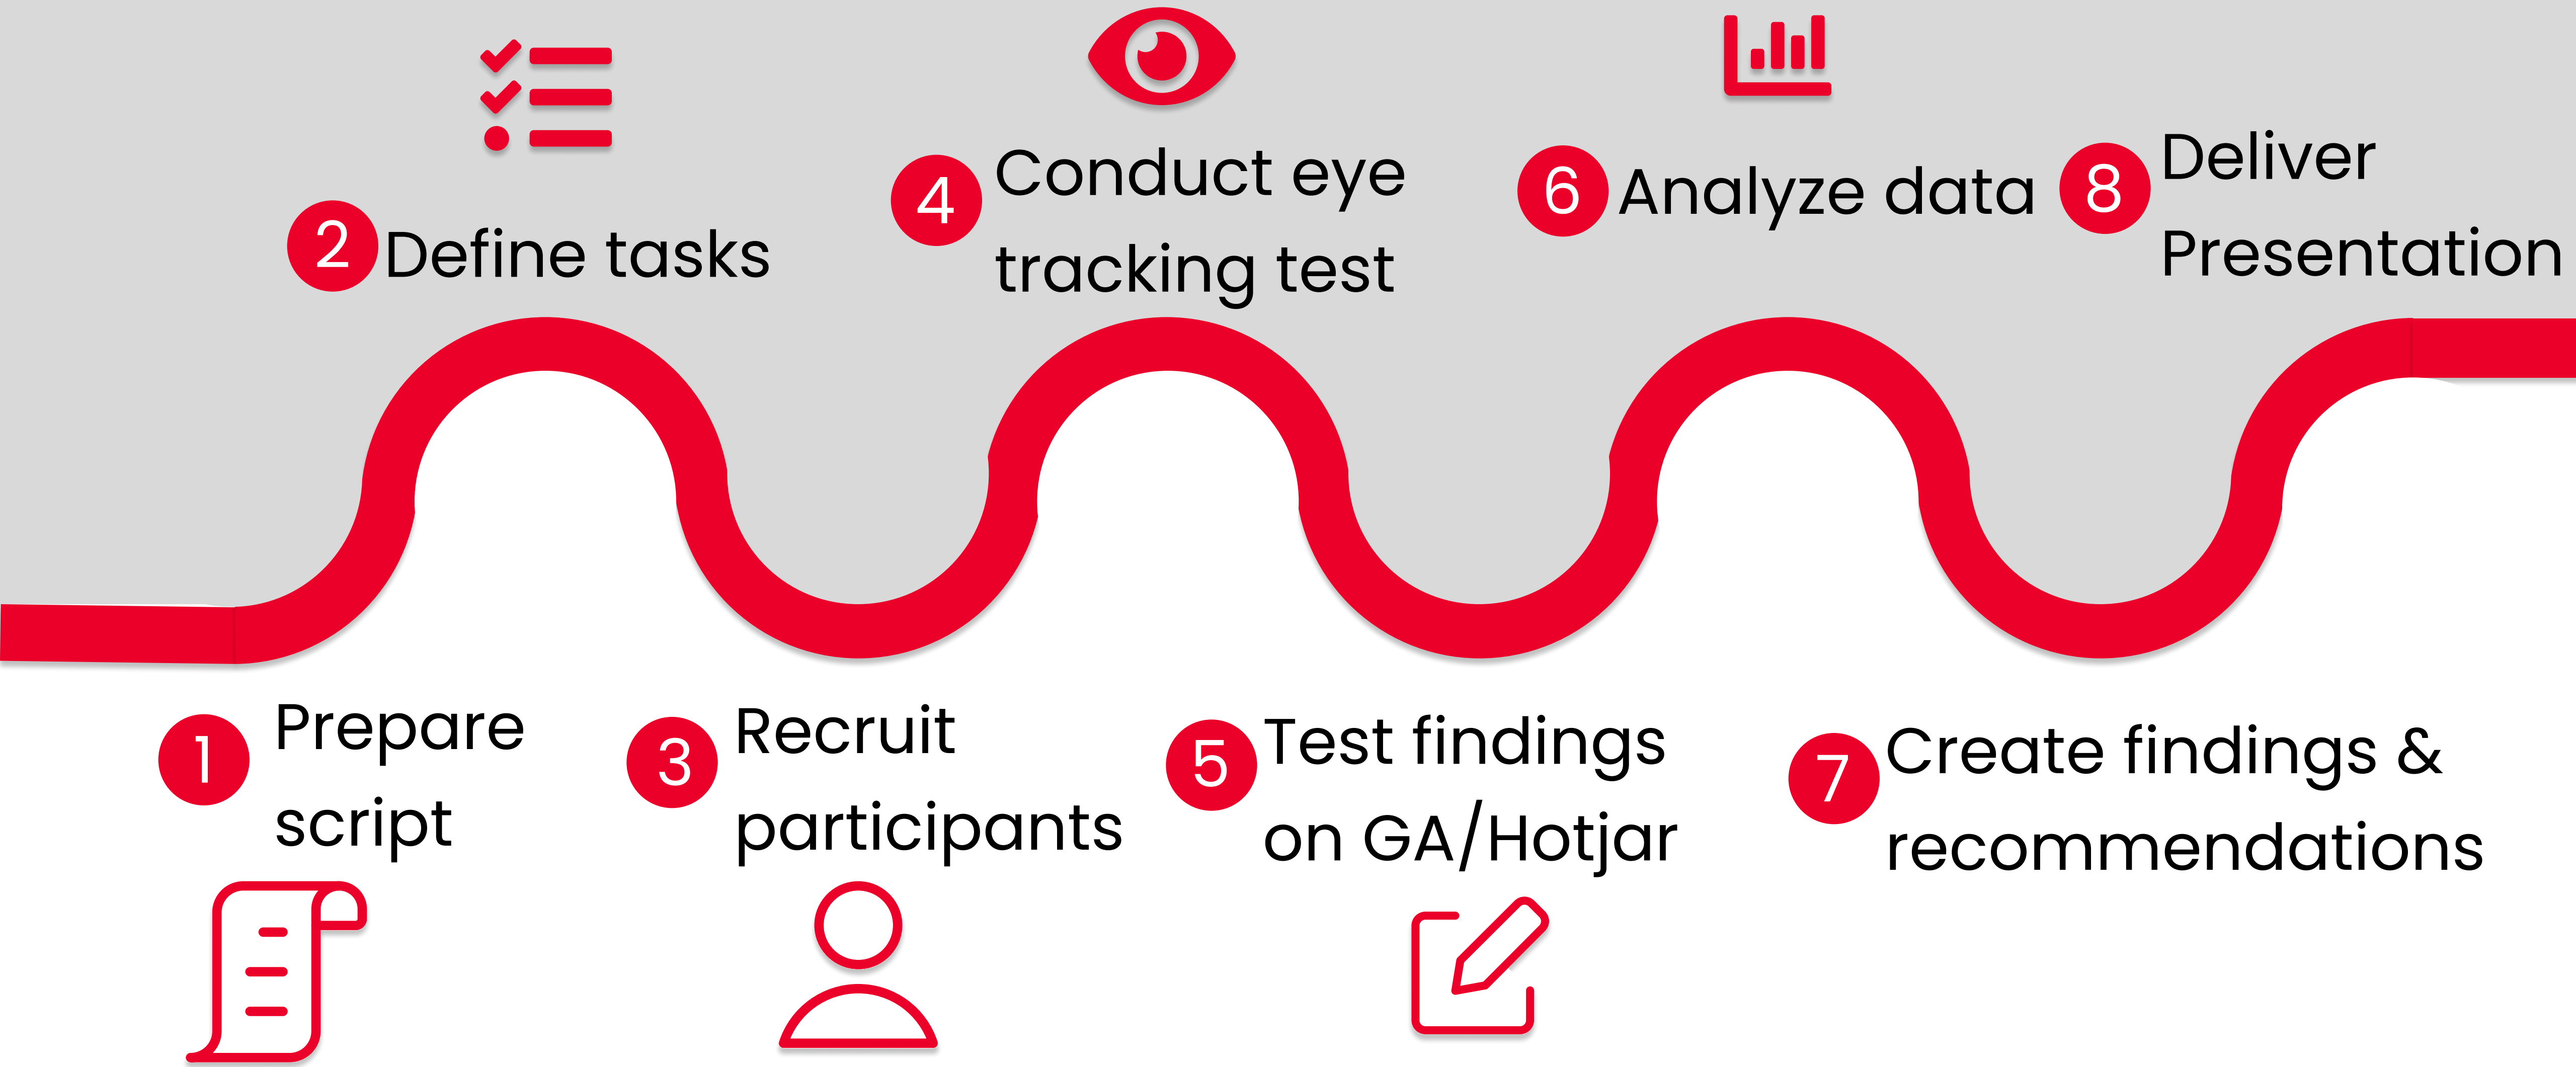 1
Prepare
script
2
Define tasks
3
Recruit
participants
4
Conduct eye
tracking test
5
Test findings
on GA/Hotjar
6
Analyze data
7
Create findings &
recommendations
8
Deliver
Presentation